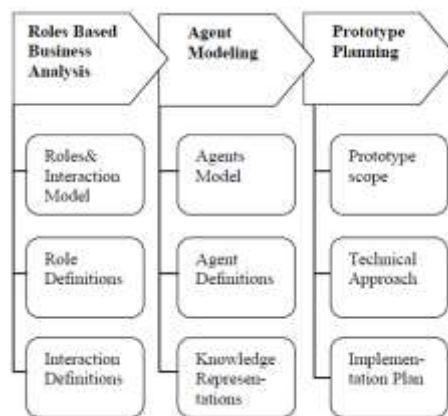 Roles Based
Business
Analysis
Agent
Modeling
Prototype
Planning
Roles&
Interaction
Model
Agents
Model
Prototype
scope
Role
Definitions
Agent
Definitions
Technical
Approach
Interaction
Definitions
Knowledge
Represen-
tations
Implemen-
tation Plan